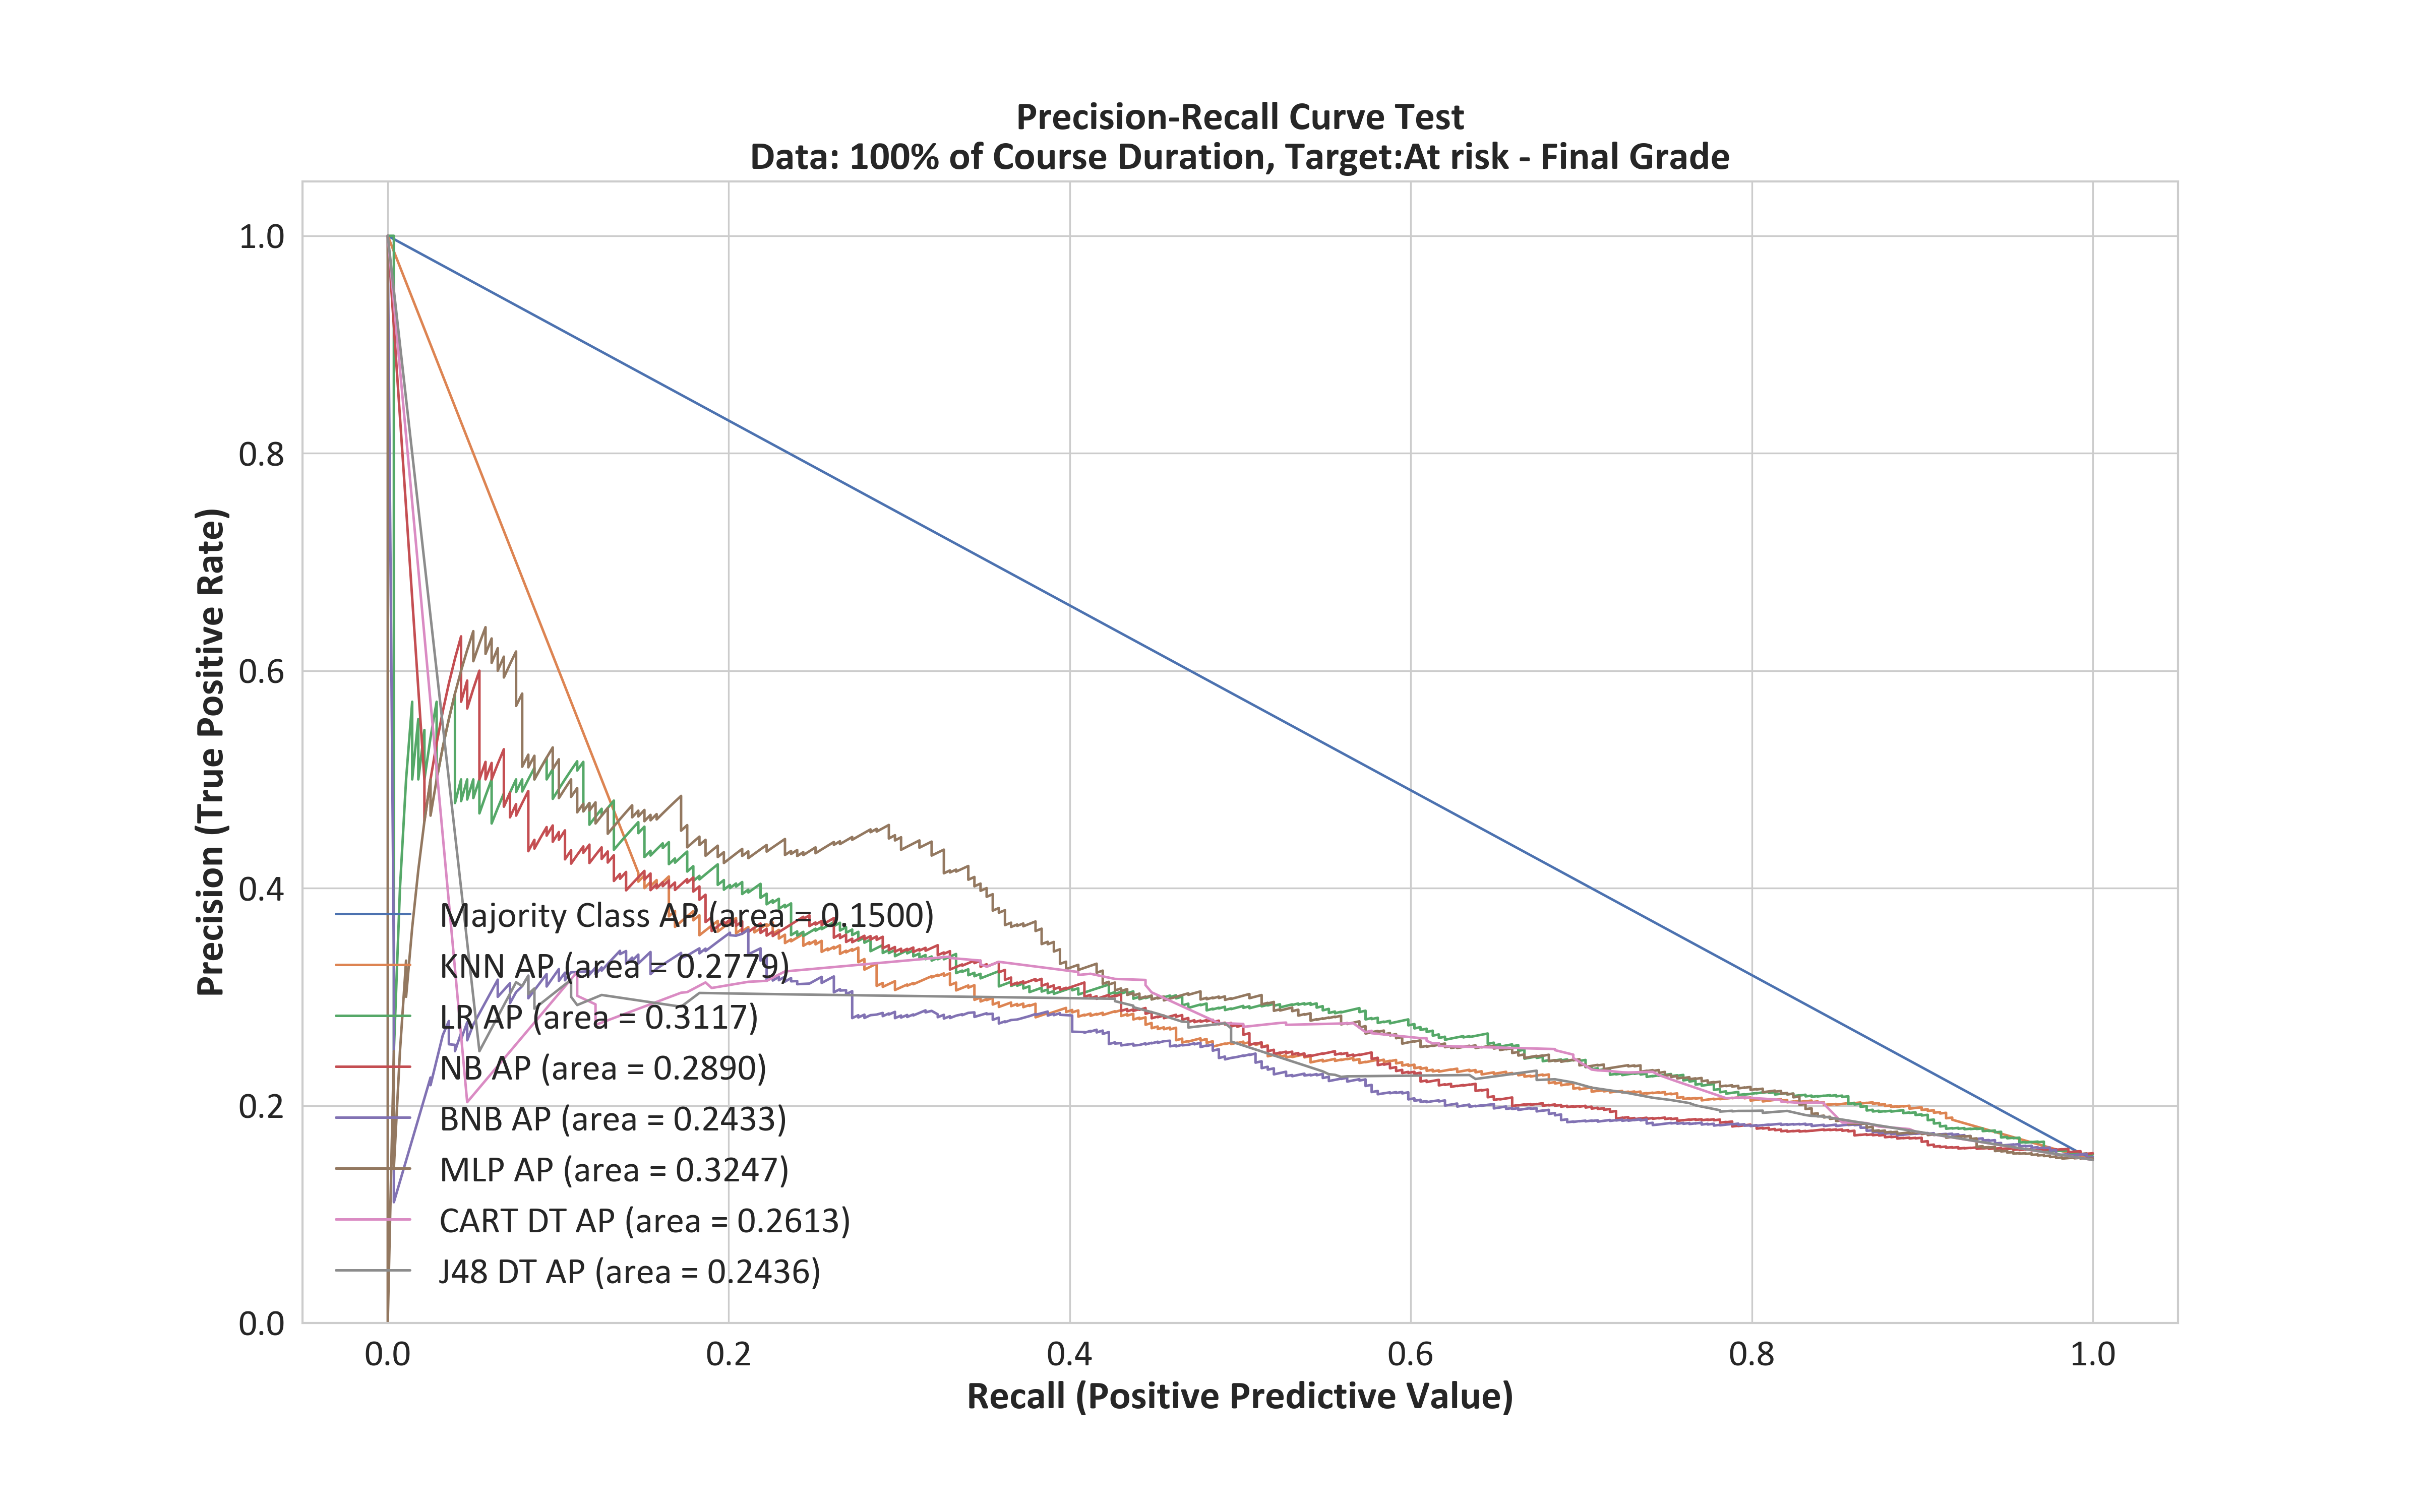 Precision-Recall Curve Test
Data: 100% of Course Duration, Target:At risk - Final Grade
Precision (True Positive Rate)
1.0
0.8
0.6
0.4
0.2
0.0
Majority Class AP (area = 0.1500)
KNN AP (area = 0.2779)
LR AP (area = 0.3117)
NB AP (area = 0.2890)
BNB AP (area = 0.2433)
MLP AP (area = 0.3247)
CART DT AP (area = 0.2613)
J48 DT AP (area = 0.2436)
0.0 0.2 0.4 0.6 0.8 1.0
Recall (Positive Predictive Value)